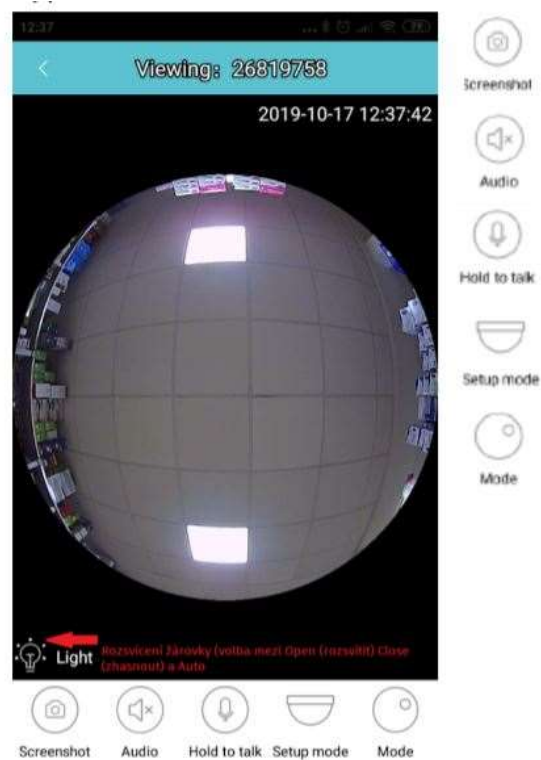 12:37
Viewing: 26819758
2019-10-17 12:37:42
Light
Rozsvícení žárovky (volba mezi Open (rozsvítit) Close
(zhasnout) a Auto
Screenshot
Audio
Hold to talk
Setup mode
Mode
Screenshot
Audio
Hold to talk
Setup mode
Mode